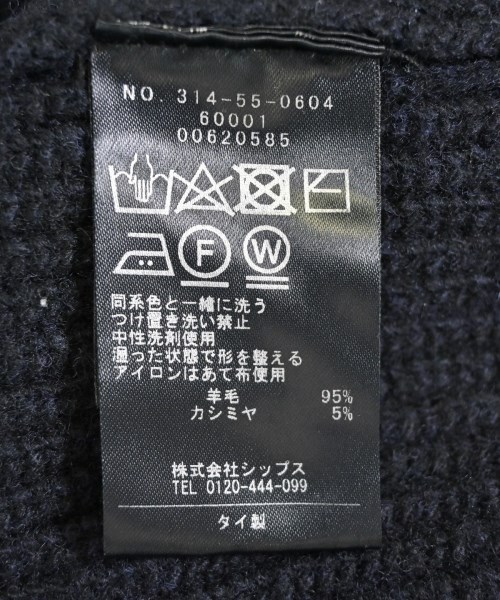 NO. 314-55-0604
60001
00620585
F W
同系色と一緒に洗う
つけ置き洗い禁止
中性洗剤使用
濡った状態で形を整える
アイロンはあて布使用
羊毛 95%
カシミヤ 5%
株式会社シップス
TEL 0120-444-099
タイ製